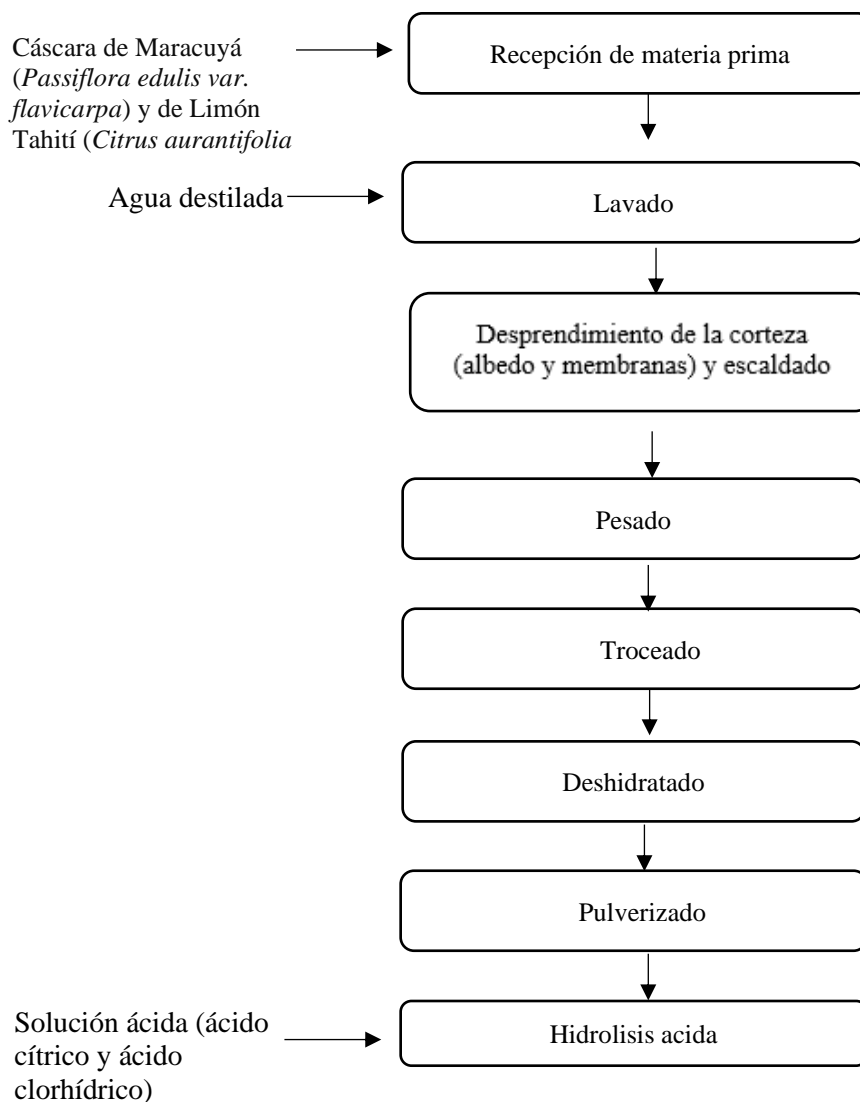 Cáscara de Maracuyá
(Passiflora edulis var.
flavicarpa) y de Limón
Tahití (Citrus aurantifolia
Recepción de materia prima
Agua destilada
Lavado
Desprendimiento de la corteza
(albedo y membranas) y escaldado
Pesado
Troceado
Deshidratado
Pulverizado
Solución ácida (ácido
cítrico y ácido
clorhídrico)
Hidrolisis acida